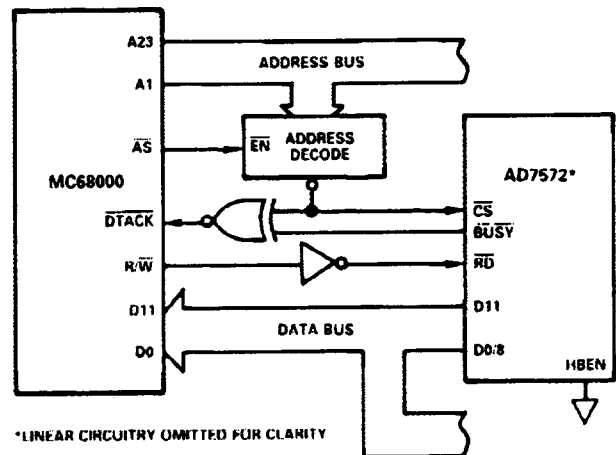 A23
ADDRESS BUS
A1
AS
EN
ADDRESS
DECODE
MC68000
AD7572*
DTACK
CS
BUSY
R/W
RD
D11
D11
DATA BUS
D0
D0/8
HBEN
*LINEAR CIRCUITRY OMITTED FOR CLARITY